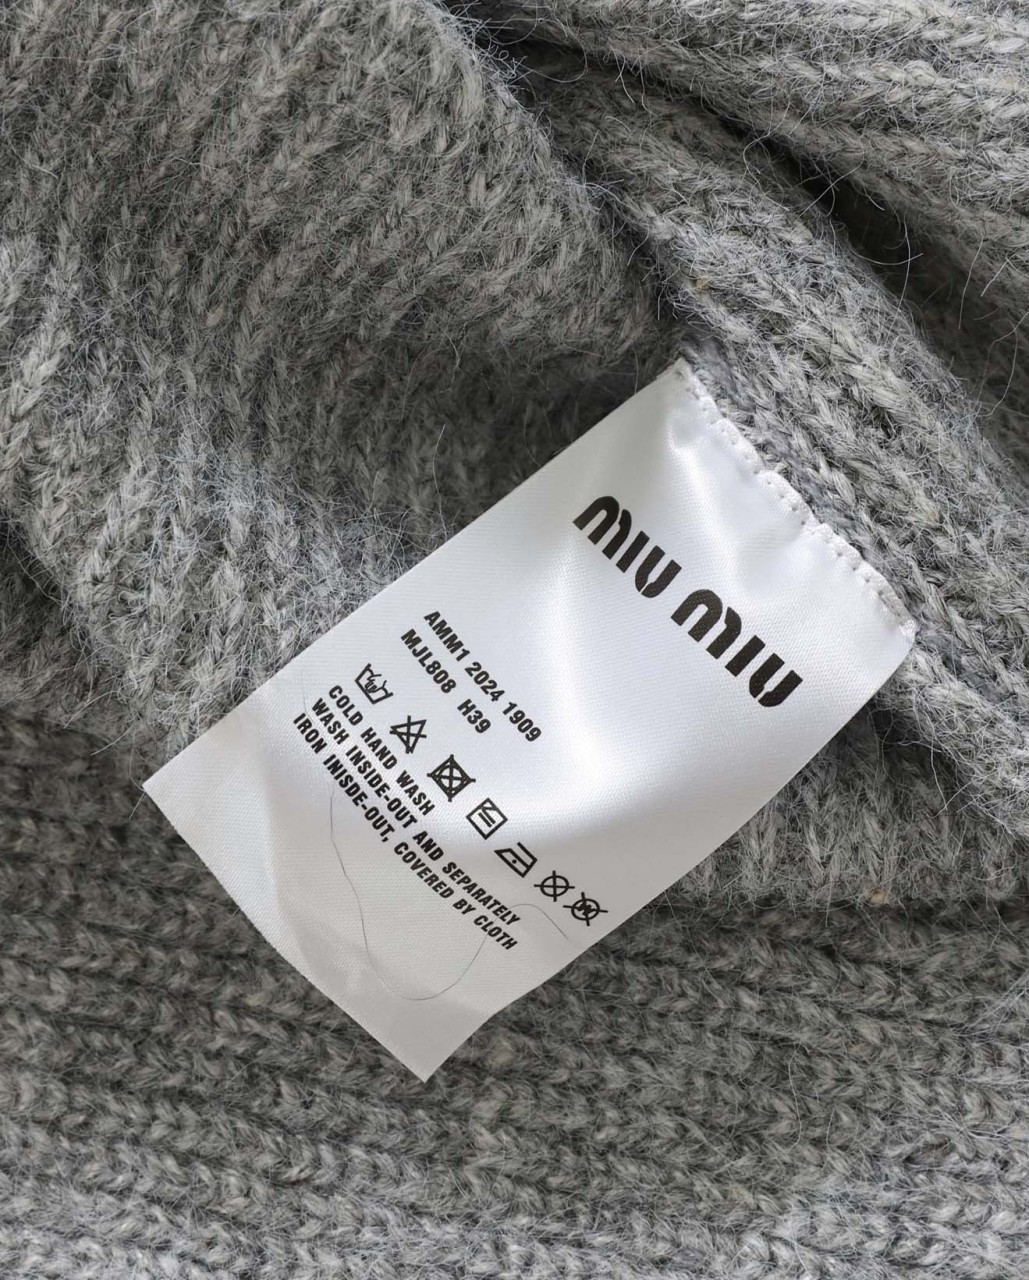 MIU MIU
AMM1 2024 1909
MJL808 H39
COLD HAND WASH
WASH INSIDE-OUT AND SEPARATELY
IRON INISDE-OUT, COVERED BY CLOTH